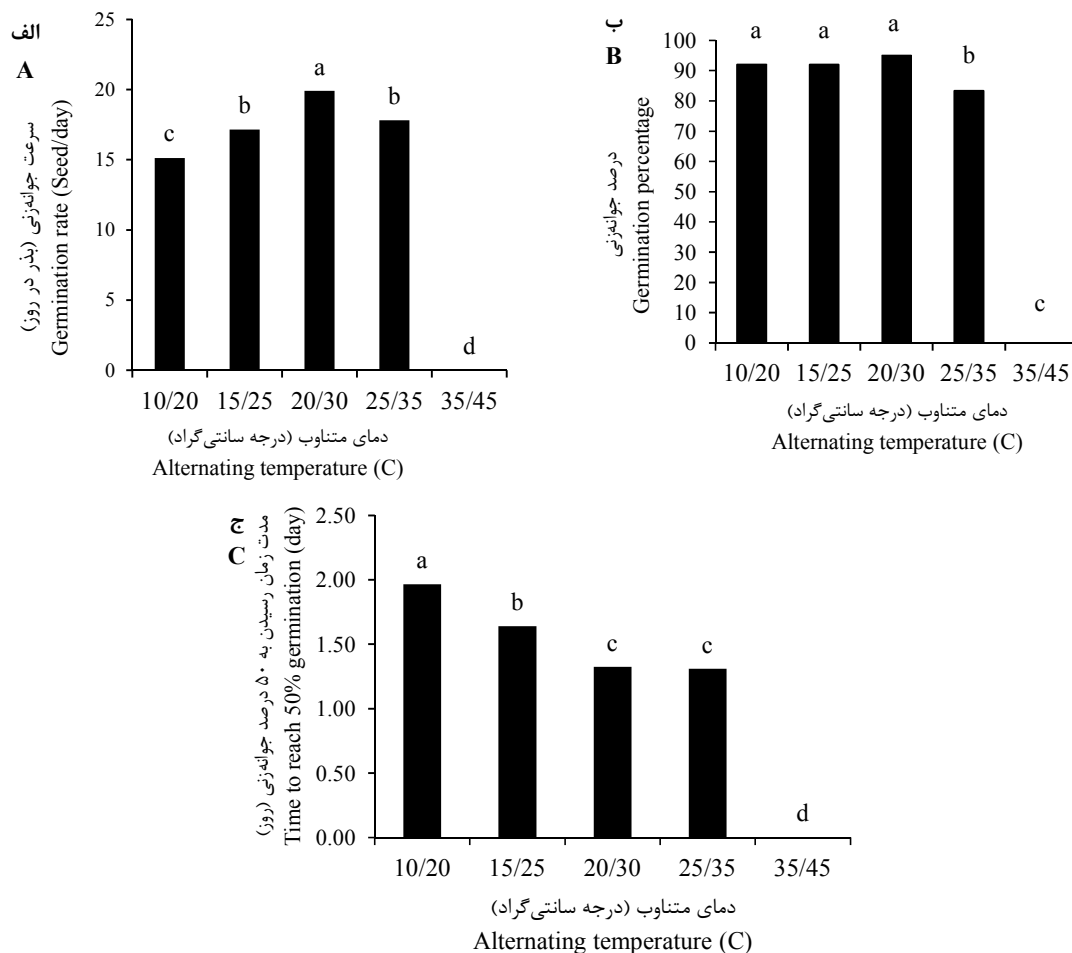 الف
A
سرعت جوانه‌زنی (بذر در روز)
Germination rate (Seed/day)
25
20
15
10
5
0
c
b
a
b
d
10/20 15/25 20/30 25/35 35/45
دمای متناوب (درجه سانتی‌گراد)
Alternating temperature (C)
ب
B
درصد جوانه‌زنی
Germination percentage
100
90
80
70
60
50
40
30
20
10
0
a
a
a
b
c
10/20 15/25 20/30 25/35 35/45
دمای متناوب (درجه سانتی‌گراد)
Alternating temperature (C)
ج
C
مدت زمان رسیدن به ۵۰ درصد جوانه‌زنی (روز)
Time to reach 50% germination (day)
2.50
2.00
1.50
1.00
0.50
0.00
a
b
c
c
d
10/20 15/25 20/30 25/35 35/45
دمای متناوب (درجه سانتی‌گراد)
Alternating temperature (C)